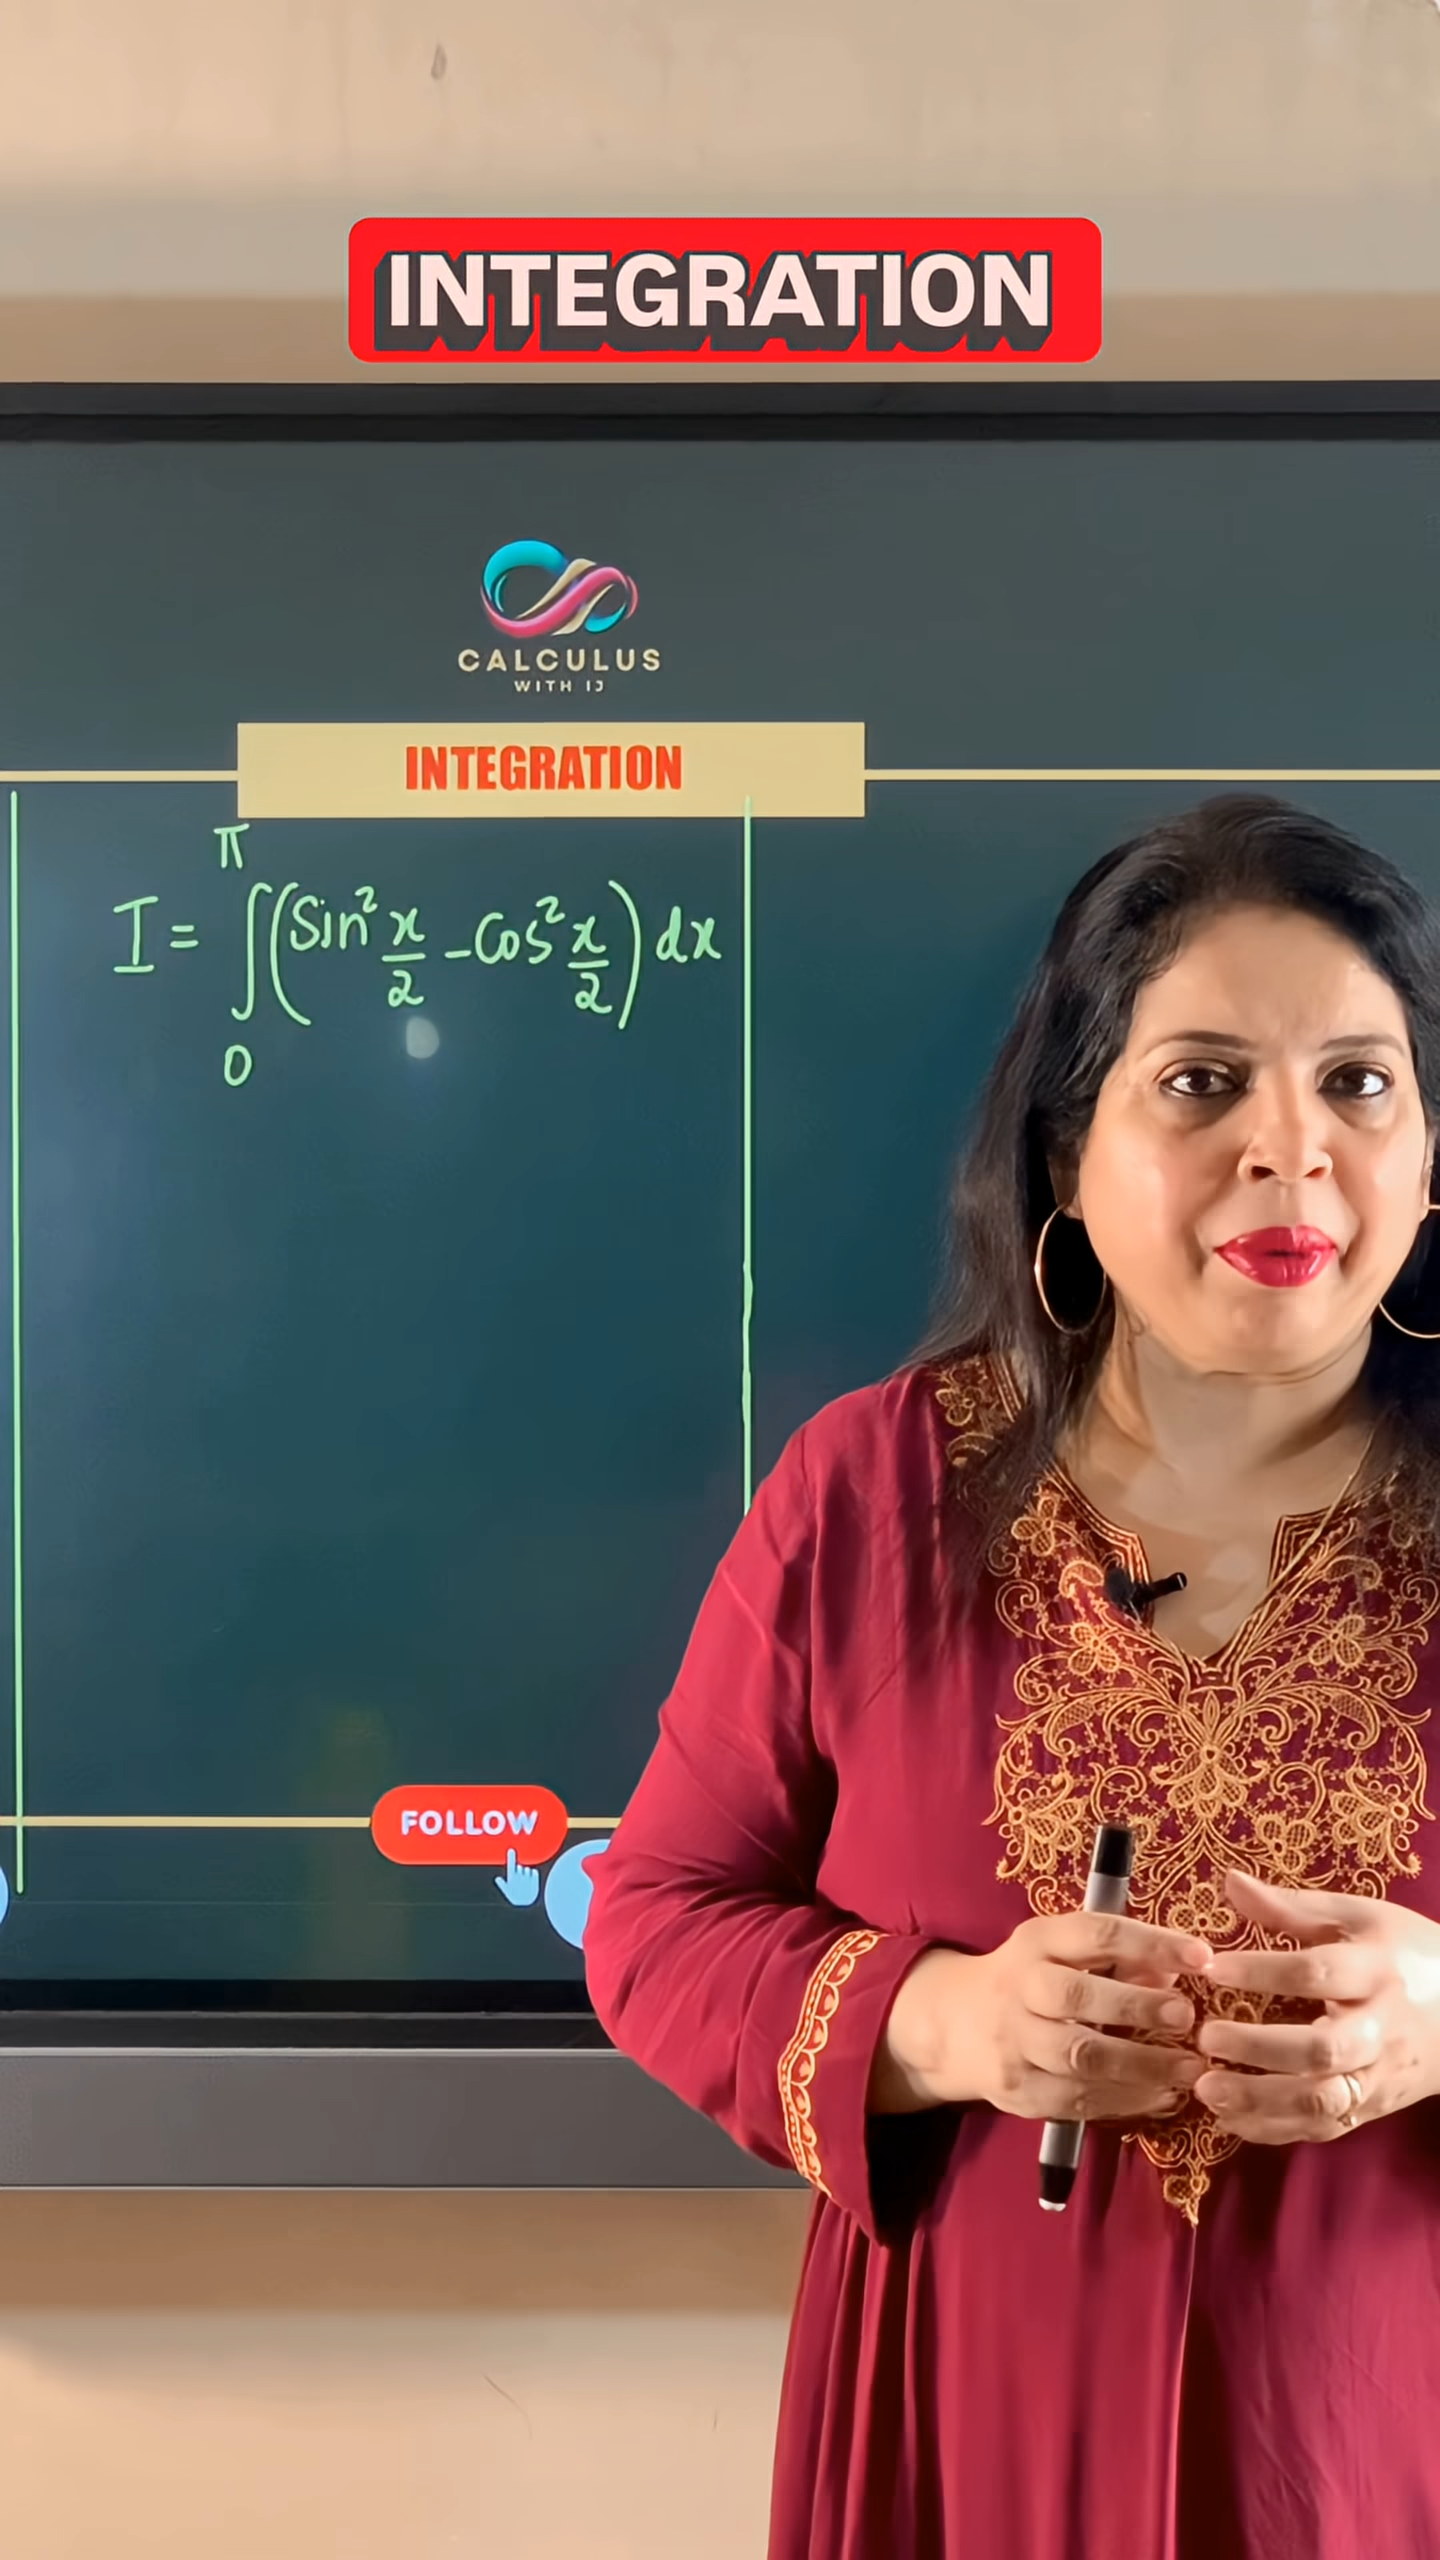 INTEGRATION
CALCULUS
WITH IJ
INTEGRATION
π
I = ∫(Sin² x/2 - Cos² x/2) dx
0
FOLLOW